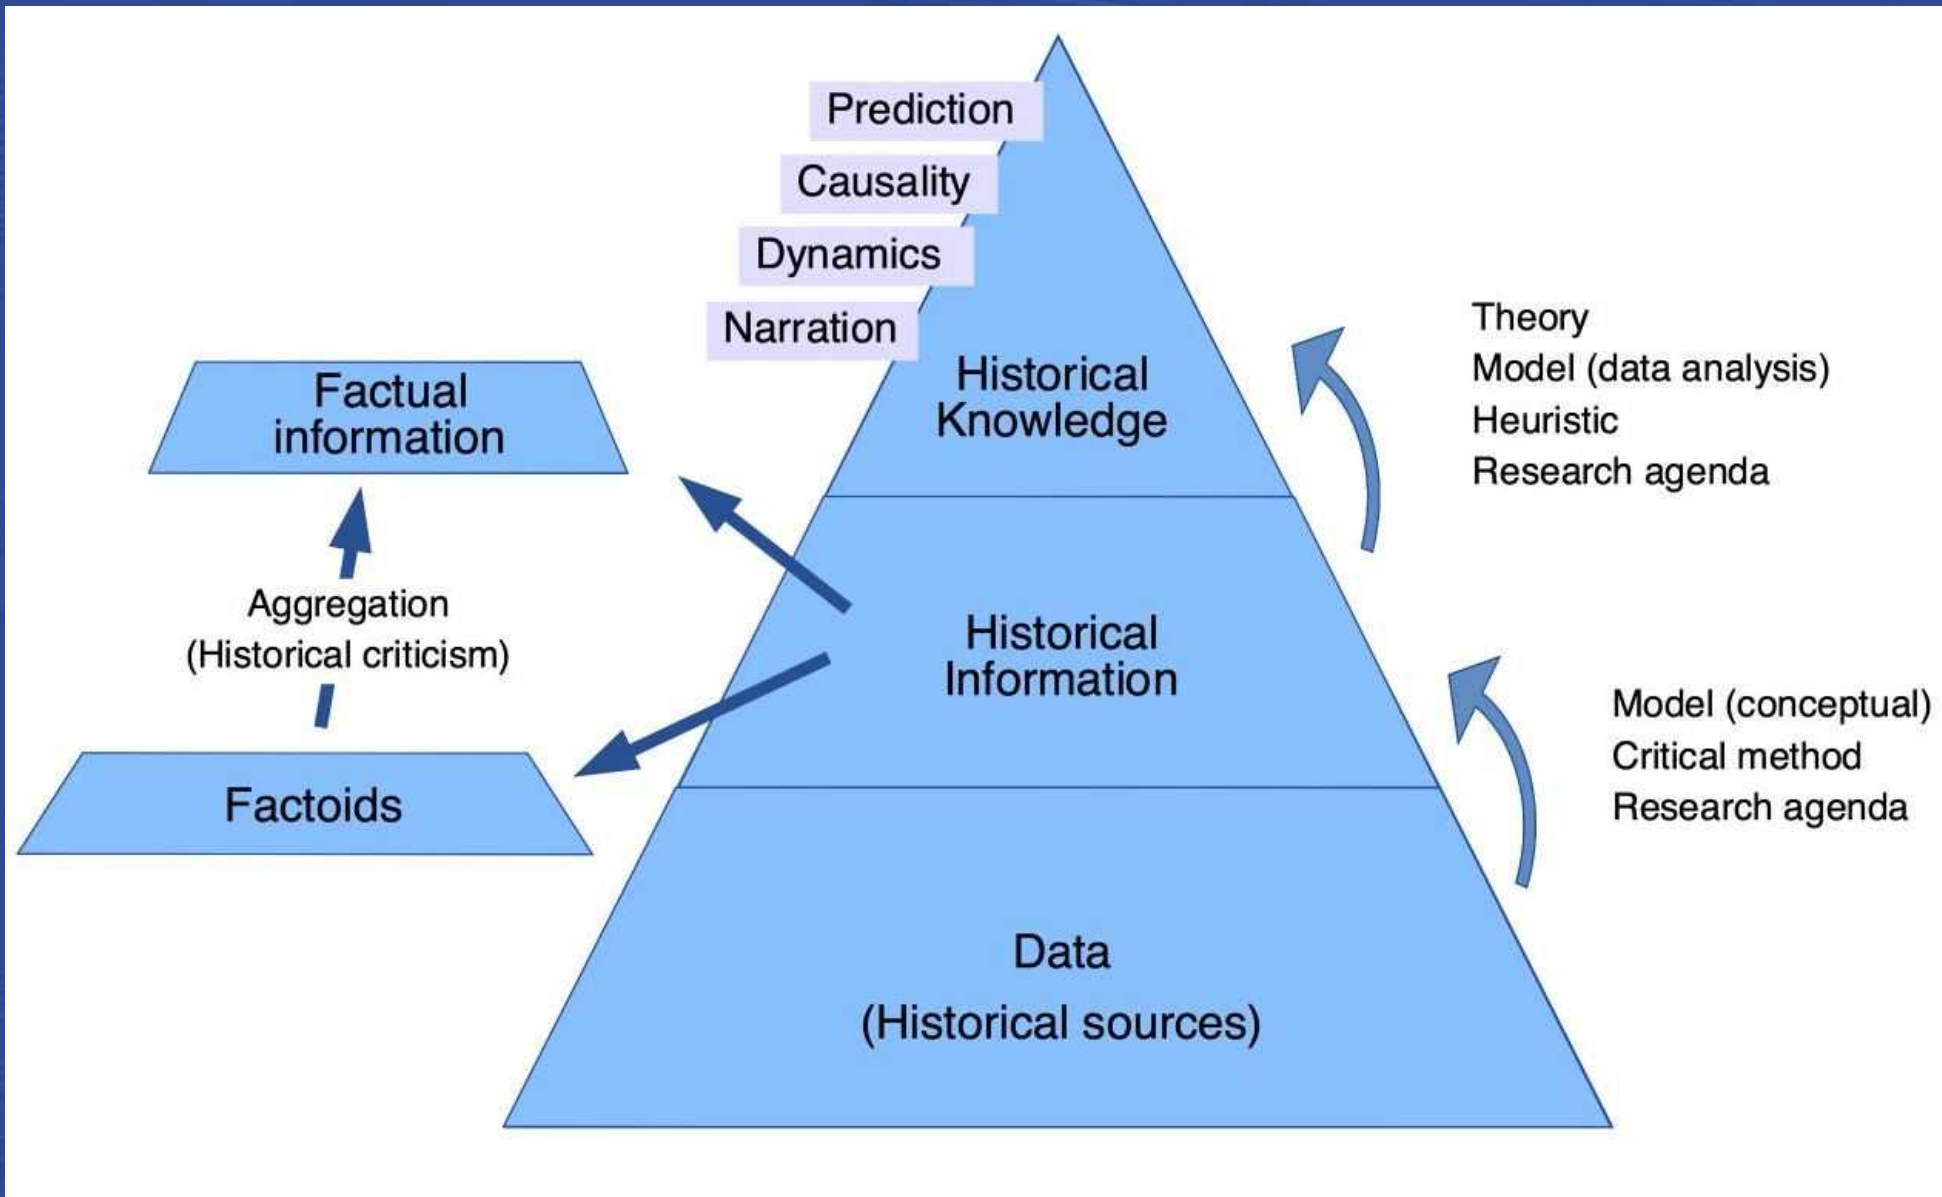 Prediction
Causality
Dynamics
Narration
Historical
Knowledge
Theory
Model (data analysis)
Heuristic
Research agenda
Factual
information
Aggregation
(Historical criticism)
Factoids
Historical
Information
Model (conceptual)
Critical method
Research agenda
Data
(Historical sources)